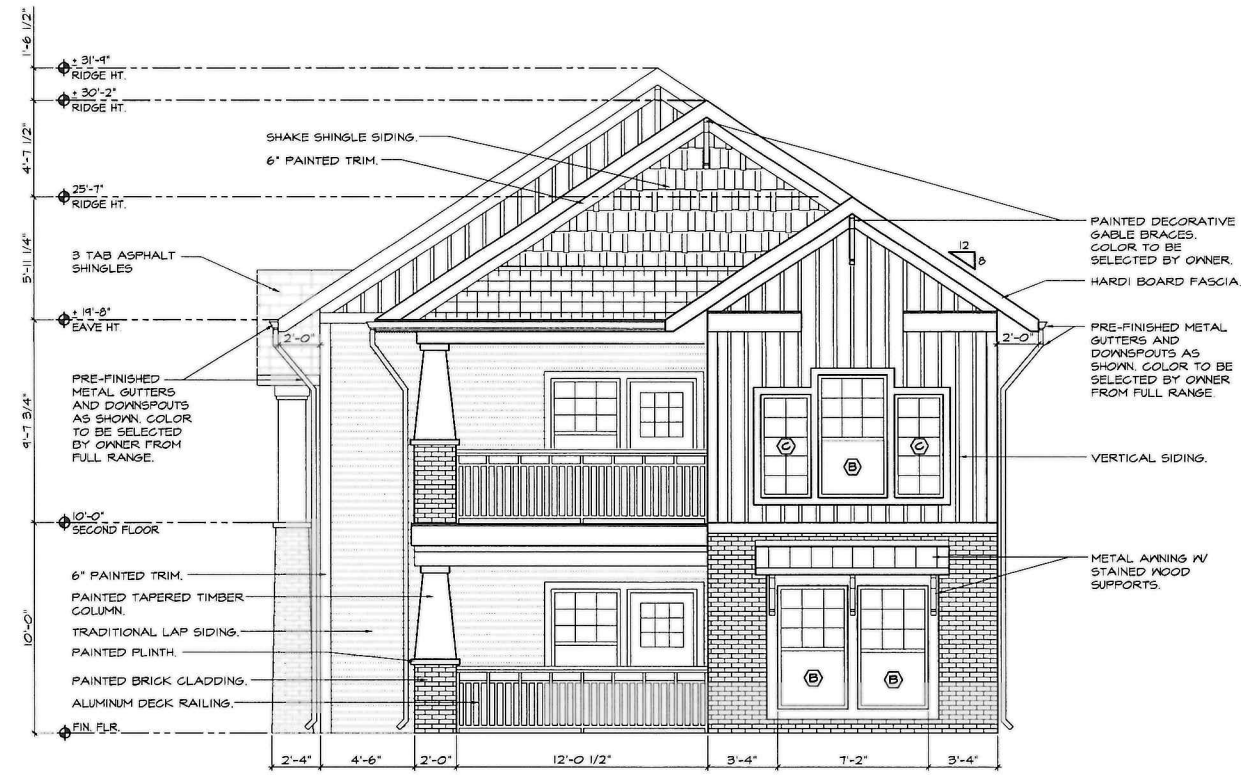 1'-6 1/2"
± 31'-9"
RIDGE HT.
± 30'-2"
RIDGE HT.
4'-7 1/2"
SHAKE SHINGLE SIDING.
6" PAINTED TRIM.
25'-7"
RIDGE HT.
5'-11 1/4"
3 TAB ASPHALT
SHINGLES
PAINTED DECORATIVE
GABLE BRACES.
COLOR TO BE
SELECTED BY OWNER.
12
8
HARDI BOARD FASCIA.
± 19'-8"
EAVE HT.
2'-0"
2'-0"
PRE-FINISHED METAL
GUTTERS AND
DOWNSPOUTS AS
SHOWN. COLOR TO BE
SELECTED BY OWNER
FROM FULL RANGE.
PRE-FINISHED
METAL GUTTERS
AND DOWNSPOUTS
AS SHOWN. COLOR
TO BE SELECTED
BY OWNER FROM
FULL RANGE.
9'-7 3/4"
C
B
C
VERTICAL SIDING.
10'-0"
SECOND FLOOR
METAL AWNING W/
STAINED WOOD
SUPPORTS.
6" PAINTED TRIM.
PAINTED TAPERED TIMBER
COLUMN.
10'-0"
TRADITIONAL LAP SIDING.
PAINTED PLINTH.
PAINTED BRICK CLADDING.
ALUMINUM DECK RAILING.
B
B
FIN. FLR.
2'-4"
4'-6"
2'-0"
12'-0 1/2"
3'-4"
7'-2"
3'-4"